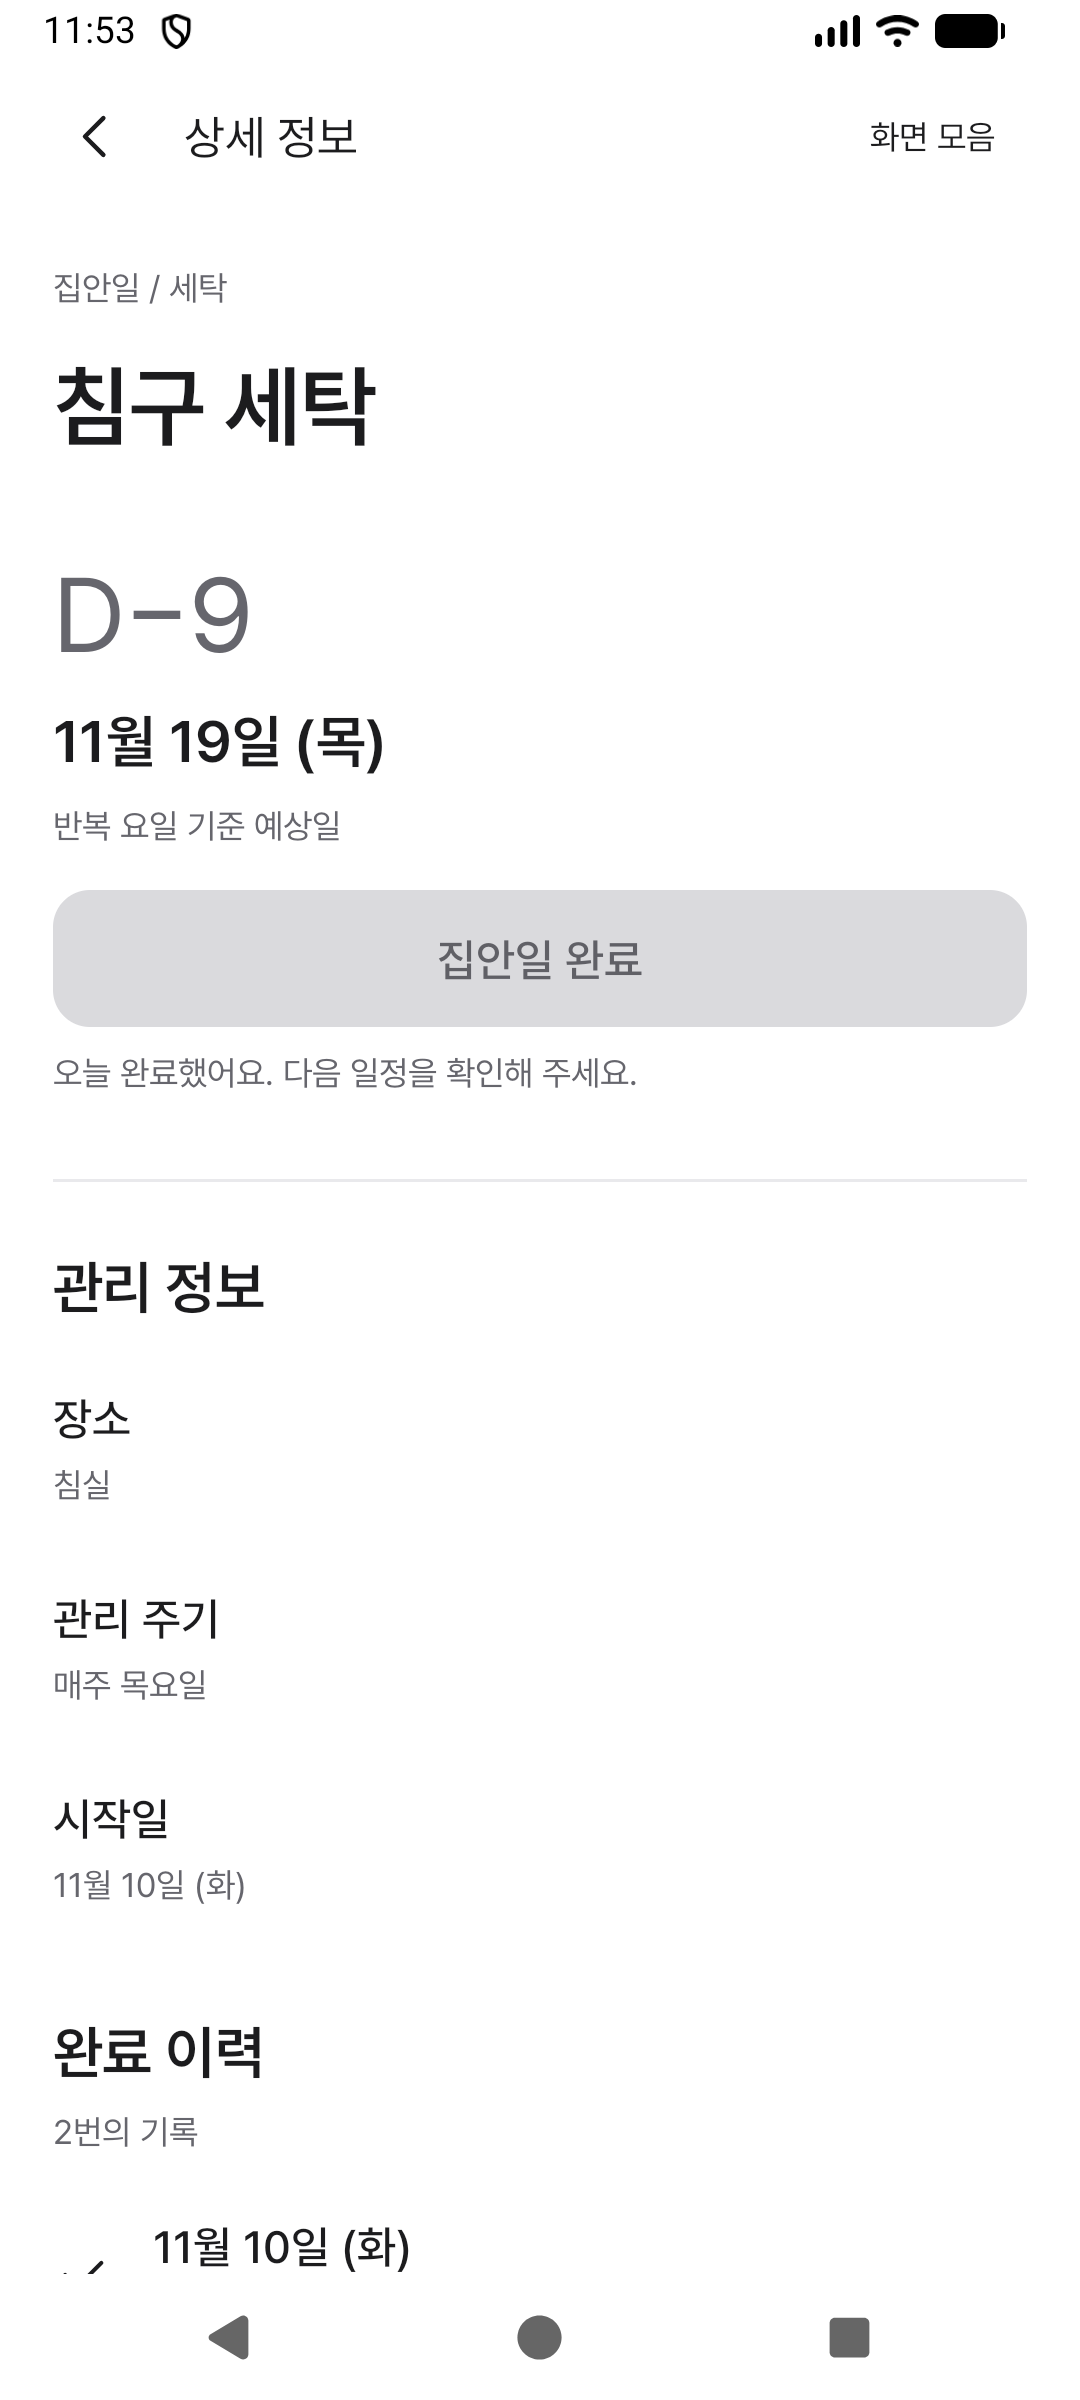 11:53
상세 정보
화면 모음
집안일 / 세탁
침구 세탁
D-9
11월 19일 (목)
반복 요일 기준 예상일
집안일 완료
오늘 완료했어요. 다음 일정을 확인해 주세요.
관리 정보
장소
침실
관리 주기
매주 목요일
시작일
11월 10일 (화)
완료 이력
2번의 기록
11월 10일 (화)